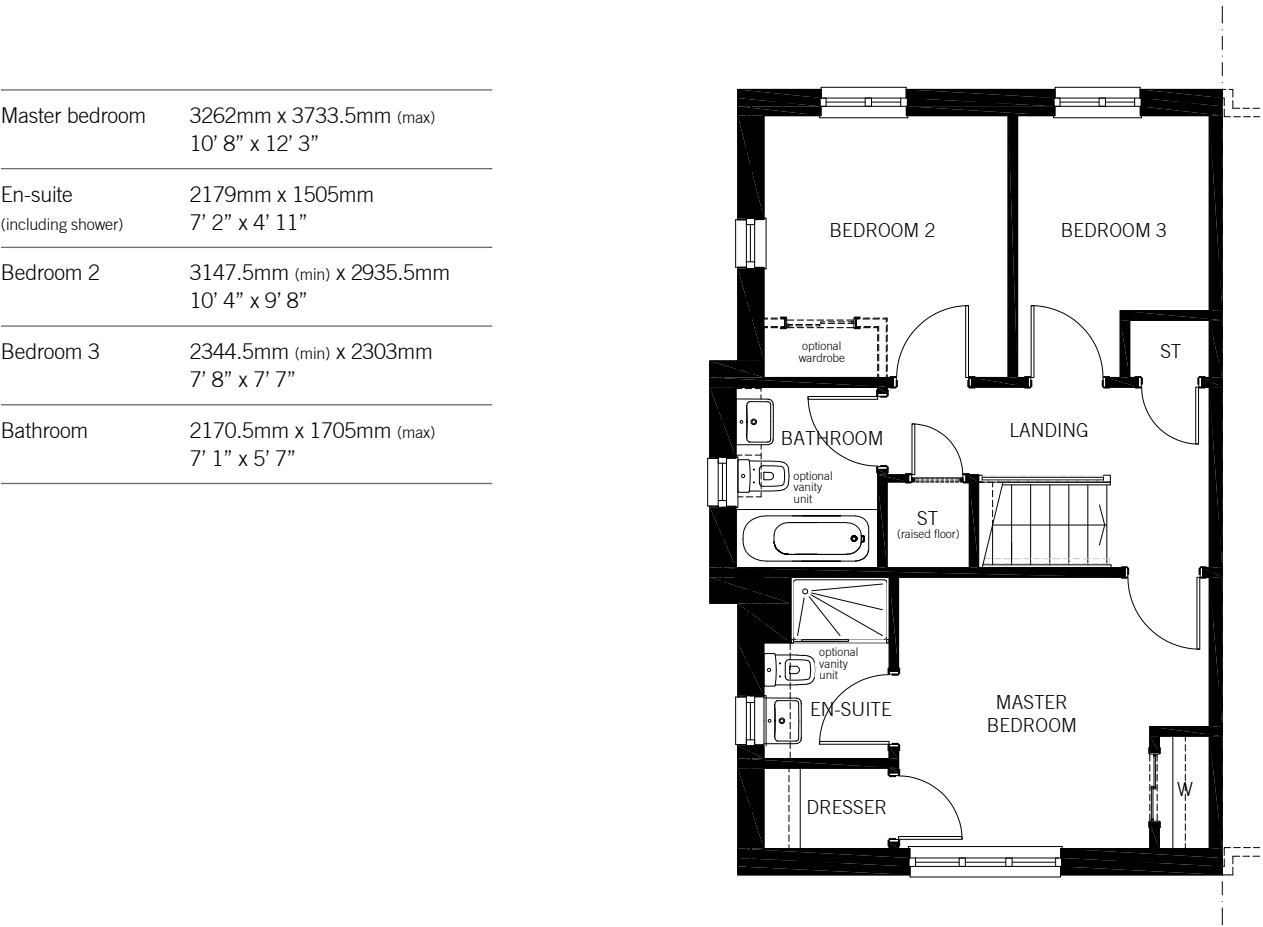 Master bedroom 3262mm x 3733.5mm (max)
10’ 8” x 12’ 3”
En-suite 2179mm x 1505mm
(including shower) 7’ 2” x 4’ 11”
Bedroom 2 3147.5mm (min) x 2935.5mm
10’ 4” x 9’ 8”
Bedroom 3 2344.5mm (min) x 2303mm
7’ 8” x 7’ 7”
Bathroom 2170.5mm x 1705mm (max)
7’ 1” x 5’ 7”
BEDROOM 2
BEDROOM 3
optional
wardrobe
ST
BATHROOM
LANDING
optional
vanity
unit
ST
(raised floor)
optional
vanity
unit
EN-SUITE
MASTER
BEDROOM
DRESSER
W